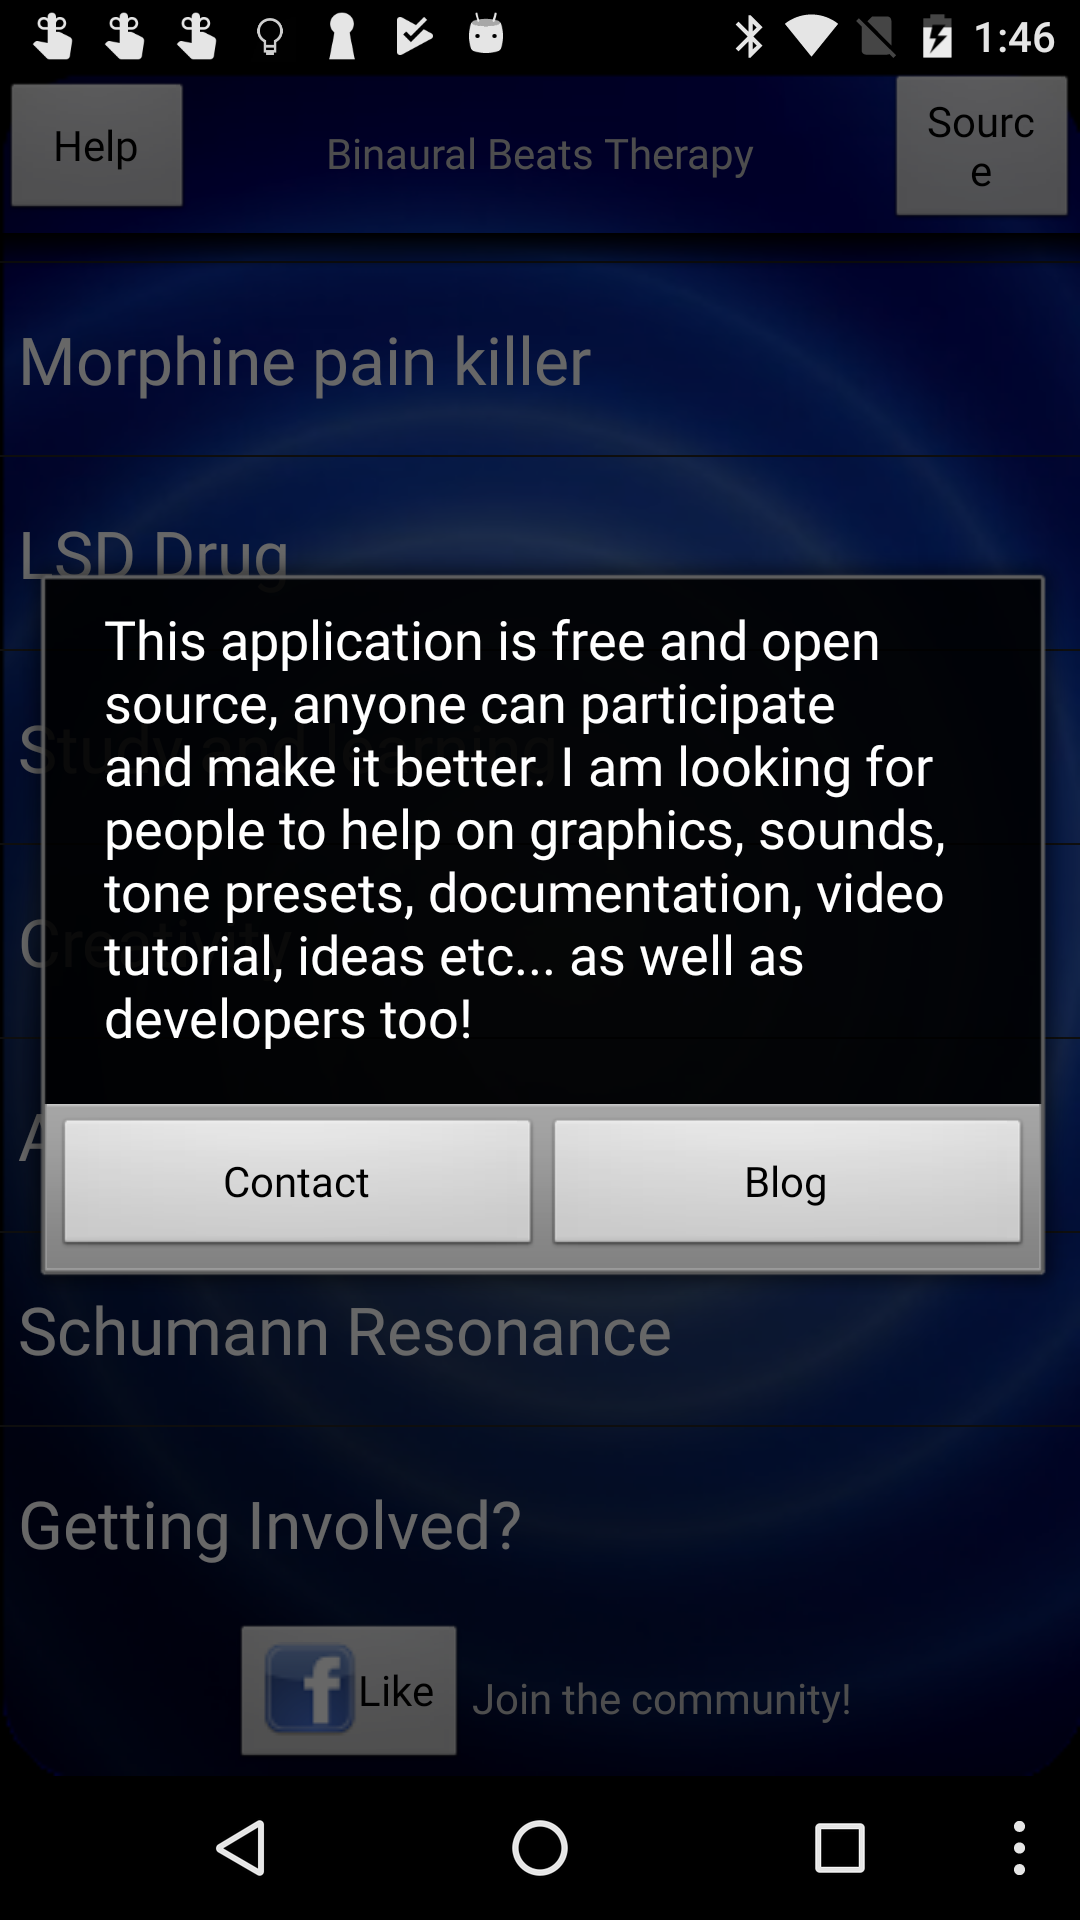 1:46
Help
Binaural Beats Therapy
Sourc
e
Morphine pain killer
LSD Drug
This application is free and open
source, anyone can participate
and make it better. I am looking for
people to help on graphics, sounds,
tone presets, documentation, video
tutorial, ideas etc... as well as
developers too!
Study and learning
Creativity
A
Contact
Blog
Schumann Resonance
Getting Involved?
f Like
Join the community!